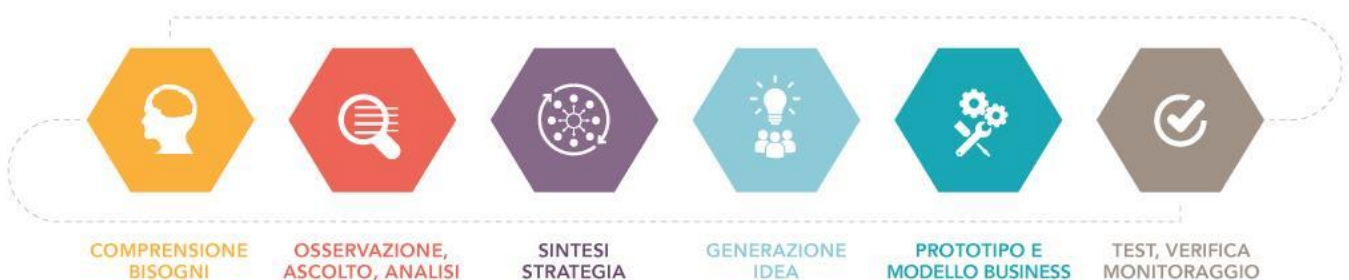 COMPRENSIONE
BISOGNI
OSSERVAZIONE,
ASCOLTO, ANALISI
SINTESI
STRATEGIA
GENERAZIONE
IDEA
PROTOTIPO E
MODELLO BUSINESS
TEST, VERIFICA
MONITORAGGIO